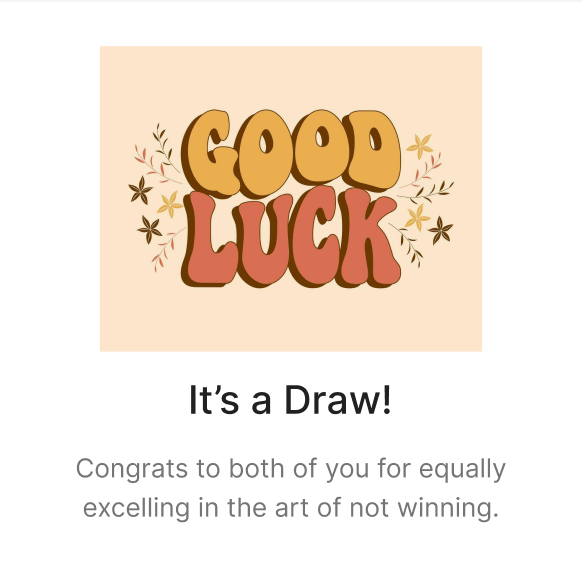 GOOD
LUCK
It’s a Draw!
Congrats to both of you for equally
excelling in the art of not winning.